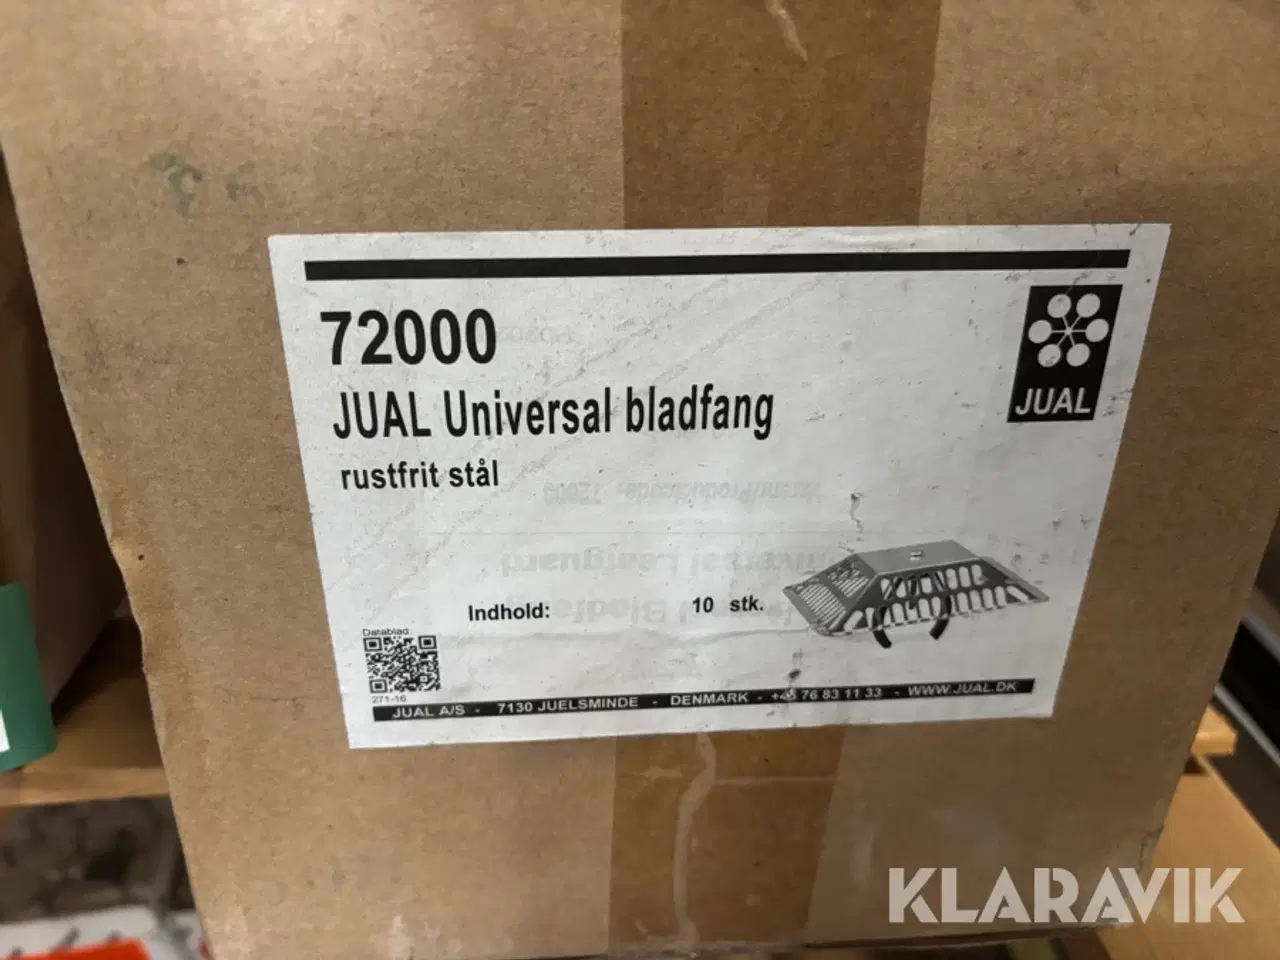 72000
JUAL Universal bladfang
rustfrit stål
JUAL
Indhold: 10 stk.
Datablad
271-16
JUAL A/S - 7130 JUELSMINDE - DENMARK - +45 76 83 11 33 - WWW.JUAL.DK
KLARAVIK